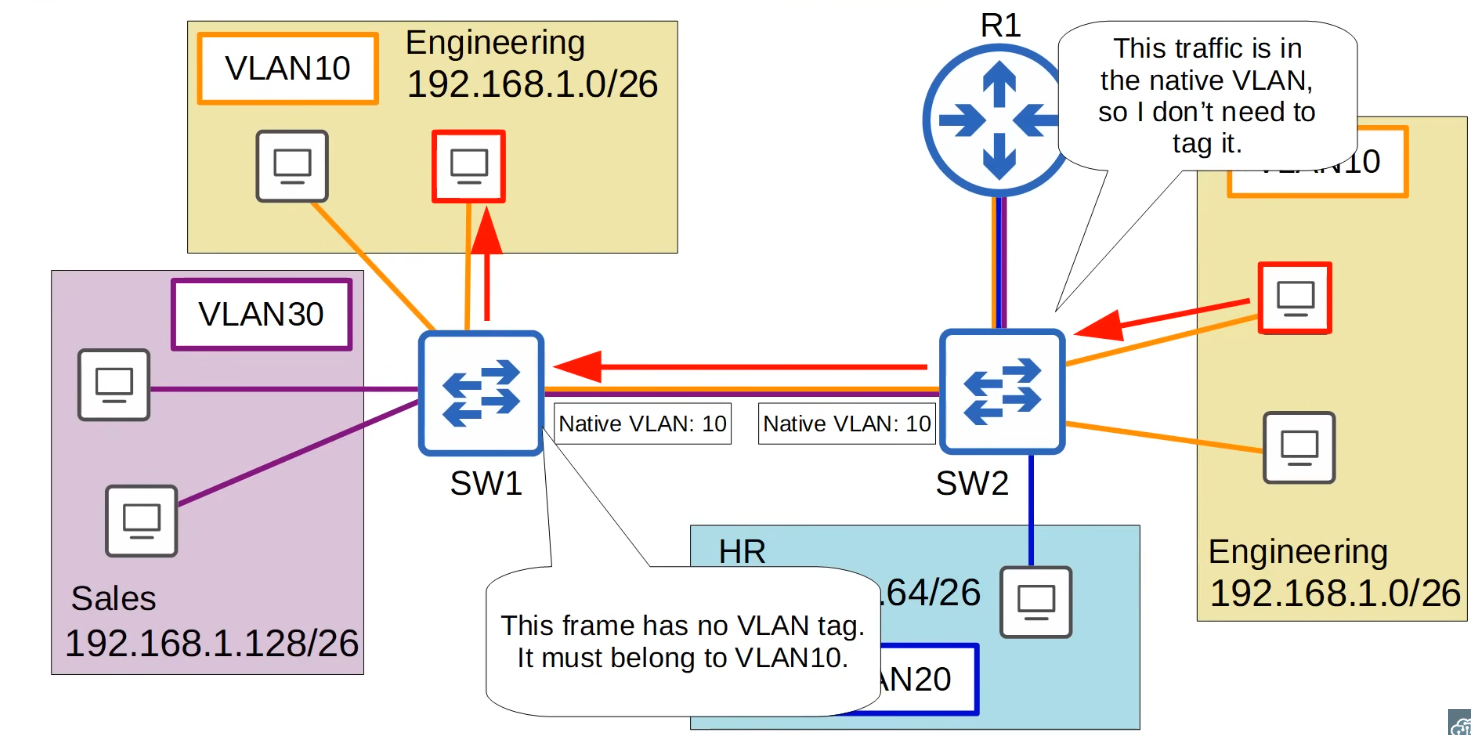 VLAN10
Engineering
192.168.1.0/26
R1
This traffic is in
the native VLAN,
so I don’t need to
tag it.
10
VLAN30
Native VLAN: 10
Native VLAN: 10
SW1
SW2
Sales
192.168.1.128/26
HR
.64/26
This frame has no VLAN tag.
It must belong to VLAN10.
AN20
Engineering
192.168.1.0/26